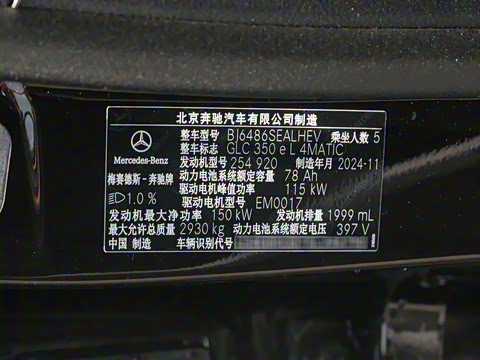 北京奔驰汽车有限公司制造
整车型号 BJ6486SEALHEV 乘坐人数 5
整车标志 GLC 350 e L 4MATIC
Mercedes-Benz
发动机型号 254 920 制造年月 2024-11
梅赛德斯-奔驰牌
动力电池系统额定容量 78 Ah
驱动电机峰值功率 115 kW
1.0 %
驱动电机型号 EM0017
发动机最大净功率 150 kW 发动机排量 1999 mL
最大允许总质量 2930 kg 动力电池系统额定电压 397 V
中国 制造 车辆识别代号